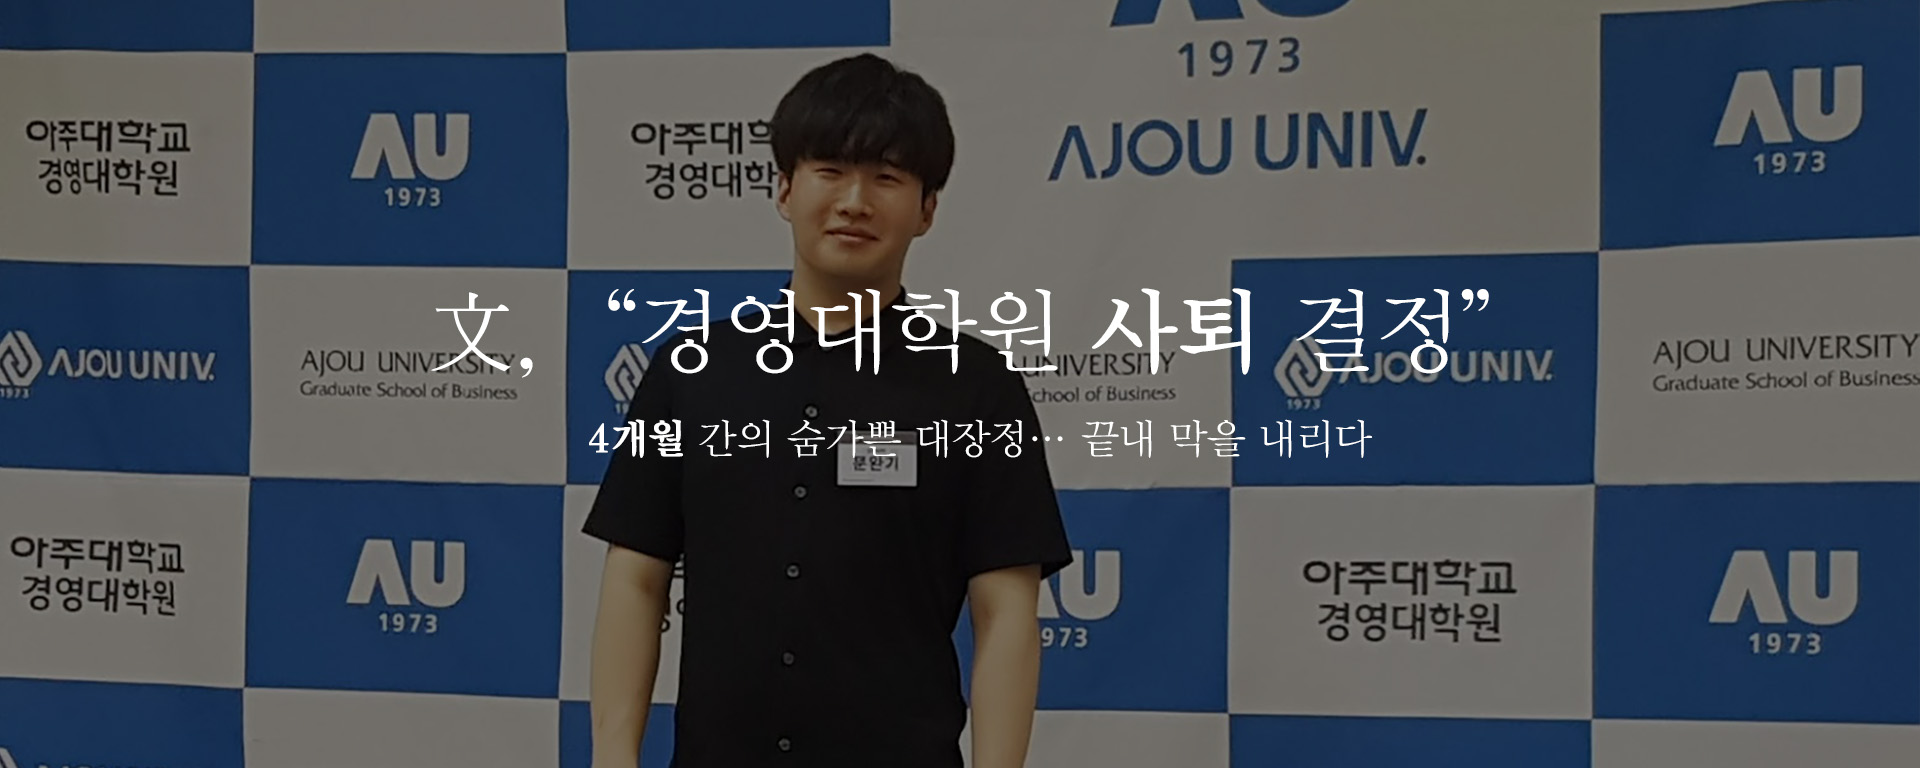 1973
아주대학교
경영대학원
AU
1973
아주대학
경영대학
AJOU UNIV.
AU
1973
文, “경영대학원 사퇴 결정”
AJOU UNIV.
1973
AJOU UNIVERSITY
Graduate School of Business
UNIVERSITY
chool of Business
AJOU UNIV.
1973
AJOU UNIVERSITY
Graduate School of Business
4개월 간의 숨가쁜 대장정… 끝내 막을 내리다
문완기
아주대학교
경영대학원
AU
1973
AU
973
아주대학교
경영대학원
AU
1973